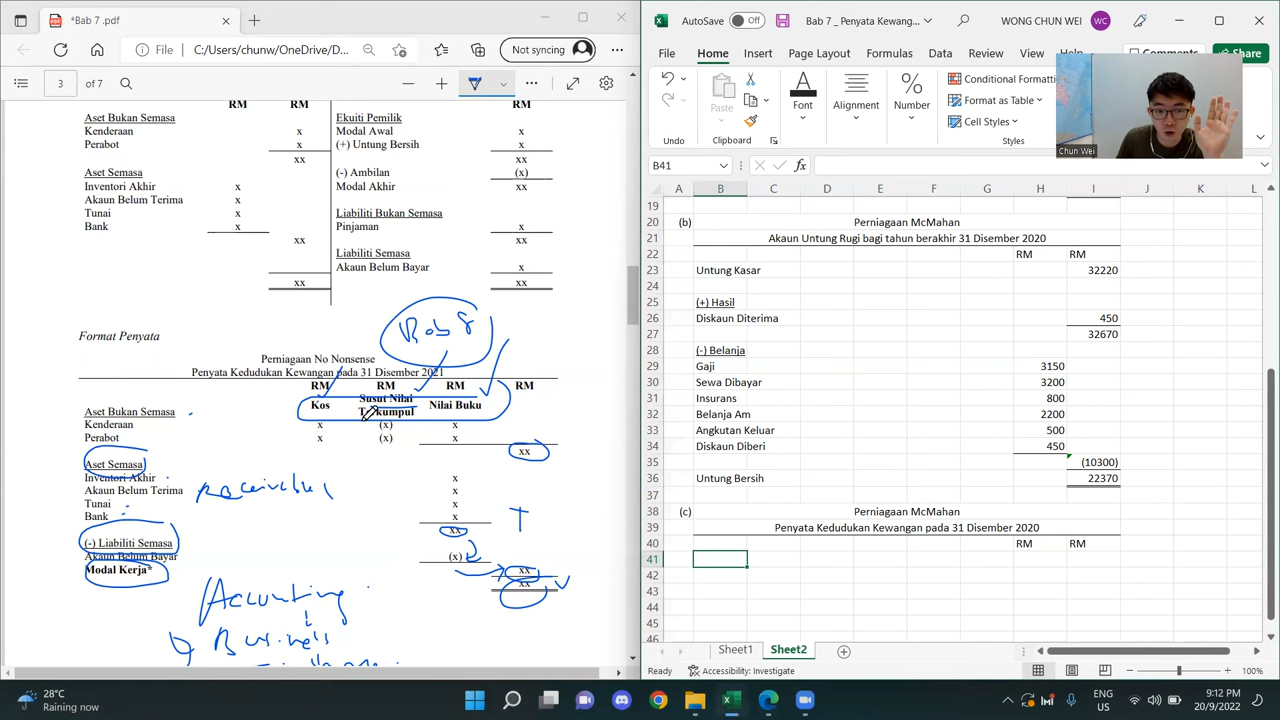 *Bab 7 .pdf
File C:/Users/chunw/OneDrive/D... Not syncing
3 of 7
RM RM RM
Aset Bukan Semasa Ekuiti Pemilik
Kenderaan x Modal Awal x
Perabot x (+) Untung Bersih x
xx xx
Aset Semasa (-) Ambilan (x)
Inventori Akhir x Modal Akhir xx
Akaun Belum Terima x
Tunai x Liabiliti Bukan Semasa
Bank x Pinjaman x
xx xx
Liabiliti Semasa
Akaun Belum Bayar x
xx xx
Bab 8
Format Penyata
Perniagaan No Nonsense
Penyata Kedudukan Kewangan pada 31 Disember 2021
RM RM RM RM
Kos Susut Nilai Nilai Buku
Aset Bukan Semasa Terkumpul
Kenderaan x (x) x
Perabot x (x) x
xx
Aset Semasa
Inventori Akhir x
Akaun Belum Terima x
Tunai x
Bank x
xx
(-) Liabiliti Semasa
Akaun Belum Bayar (x)
Modal Kerja* xx
xx
Accounting
Business
AutoSave Off Bab 7 _ Penyata Kewang... WONG CHUN WEI WC
File Home Insert Page Layout Formulas Data Review View Help Comments Share
Undo Paste Font Alignment Number Conditional Formatti
Format as Table
Cell Styles
Clipboard Styles
Chun Wei
B41 fx
A B C D E F G H I J K L
19
20 (b) Perniagaan McMahan
21 Akaun Untung Rugi bagi tahun berakhir 31 Disember 2020
22 RM RM
23 Untung Kasar 32220
24
25 (+) Hasil
26 Diskaun Diterima 450
27 32670
28 (-) Belanja
29 Gaji 3150
30 Sewa Dibayar 3200
31 Insurans 800
32 Belanja Am 2200
33 Angkutan Keluar 500
34 Diskaun Diberi 450
35 (10300)
36 Untung Bersih 22370
37
38 (c) Perniagaan McMahan
39 Penyata Kedudukan Kewangan pada 31 Disember 2020
40 RM RM
41
42
43
44
45
46
Sheet1 Sheet2
Ready Accessibility: Investigate 100%
28°C
Raining now
ENG
US
9:12 PM
20/9/2022